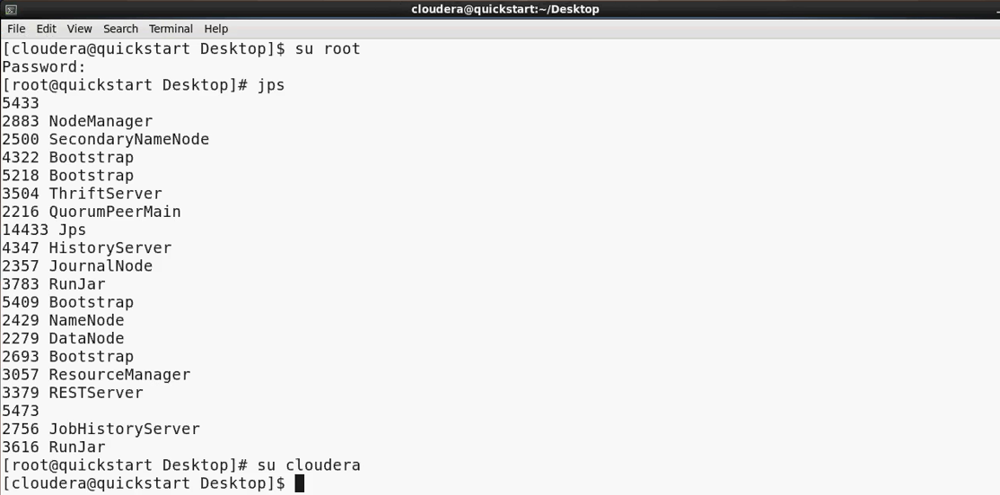 cloudera@quickstart:~/Desktop
File Edit View Search Terminal Help
[cloudera@quickstart Desktop]$ su root
Password:
[root@quickstart Desktop]# jps
5433
2883 NodeManager
2500 SecondaryNameNode
4322 Bootstrap
5218 Bootstrap
3504 ThriftServer
2216 QuorumPeerMain
14433 Jps
4347 HistoryServer
2357 JournalNode
3783 RunJar
5409 Bootstrap
2429 NameNode
2279 DataNode
2693 Bootstrap
3057 ResourceManager
3379 RESTServer
5473
2756 JobHistoryServer
3616 RunJar
[root@quickstart Desktop]# su cloudera
[cloudera@quickstart Desktop]$